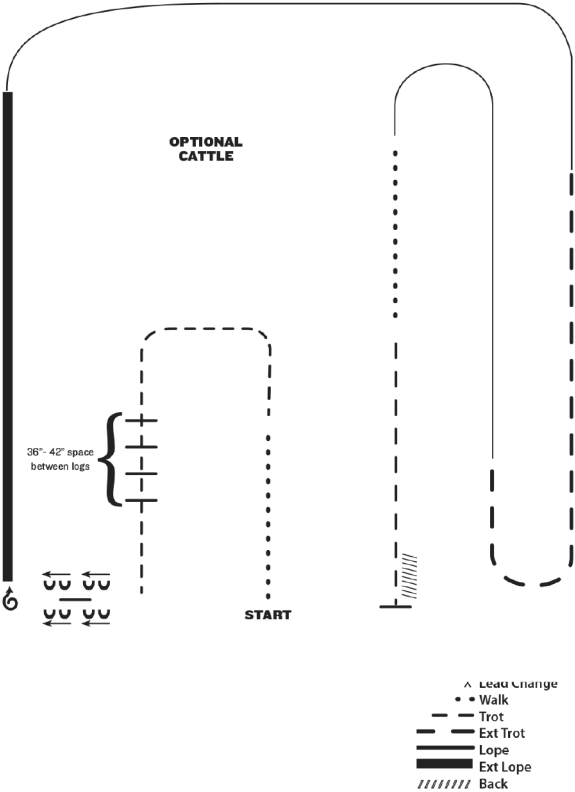 OPTIONAL
CATTLE
36"- 42" space
between logs
START
Lead Change
Walk
Trot
Ext Trot
Lope
Ext Lope
Back